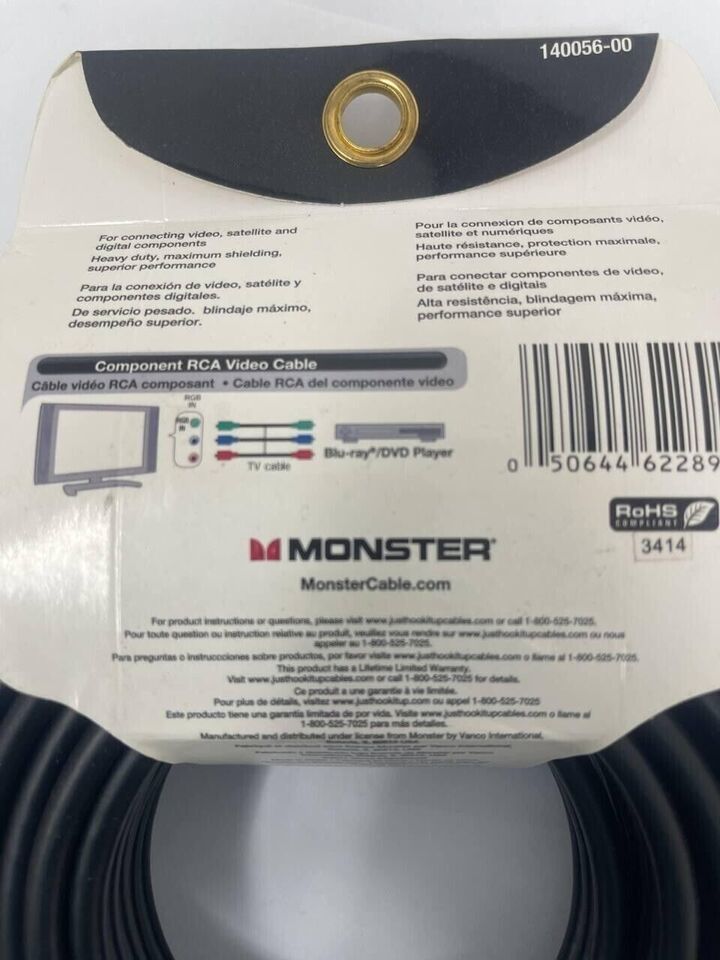 140056-00
For connecting video, satellite and
digital components
Heavy duty, maximum shielding,
superior performance
Para la conexión de video, satélite y
componentes digitales.
De servicio pesado. blindaje máximo,
desempeño superior.
Pour la connexion de composants vidéo,
satellite et numériques
Haute résistance, protection maximale,
performance supérieure
Para conectar componentes de vídeo,
de satélite e digitais
Alta resistência, blindagem máxima,
performance superior
Component RCA Video Cable
Câble vidéo RCA composant • Cable RCA del componente video
RGB
IN
RGB
IN
TV cable
Blu-ray®/DVD Player
0 50644 62289
RoHS
COMPLIANT
3414
MONSTER®
MonsterCable.com
For product instructions or questions, please visit www.justhookitupcables.com or call 1-800-525-7025.
Pour toute question ou instruction relative au produit, veuillez vous rendre sur www.justhookitupcables.com ou nous
appeler au 1-800-525-7025.
Para preguntas o instrucciones sobre productos, por favor visite www.justhookitupcables.com o llame al 1-800-525-7025.
This product has a Lifetime Limited Warranty.
Visit www.justhookitupcables.com or call 1-800-525-7025 for details.
Ce produit a une garantie à vie limitée.
Pour plus de détails, visitez www.justhookitup.com ou appel 1-800-525-7025
Este producto tiene una garantía limitada de por vida. Visite www.justhookitupcables.com o llame al
1-800-525-7025 para más detalles.
Manufactured and distributed under license from Monster by Vanco International,